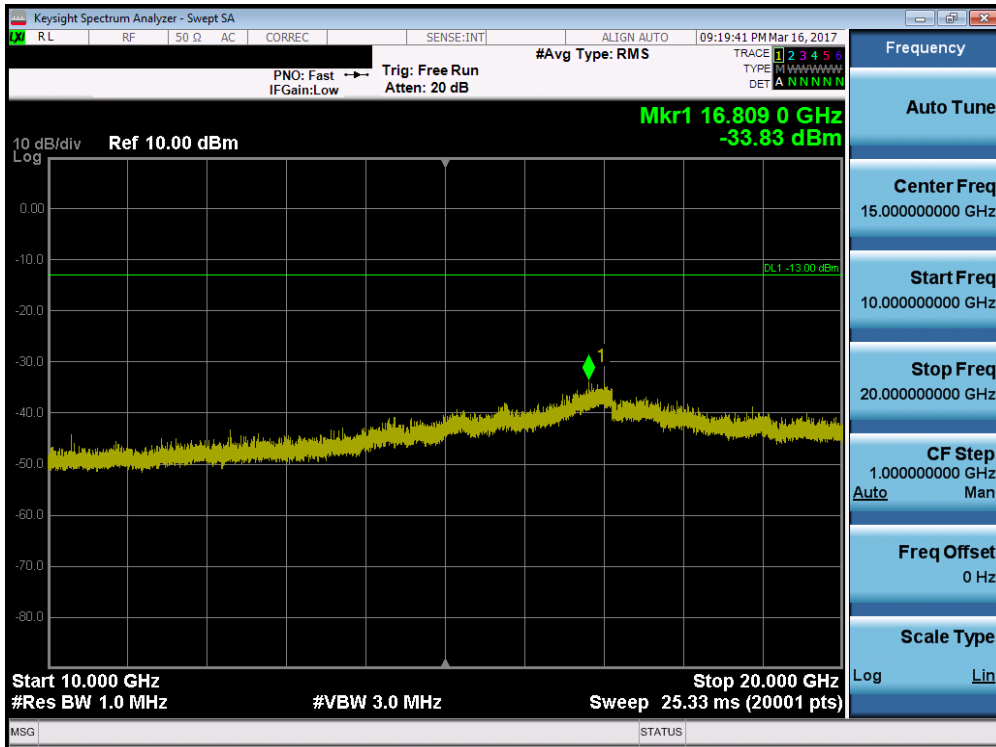 Keysight Spectrum Analyzer - Swept SA
LXI RL RF 50 Ω AC CORREC SENSE:INT ALIGN AUTO 09:19:41 PM Mar 16, 2017
Frequency
#Avg Type: RMS
TRACE 1 2 3 4 5 6
PNO: Fast Trig: Free Run
TYPE M W W W W W
IFGain:Low Atten: 20 dB
DET A N N N N N
Auto Tune
Mkr1 16.809 0 GHz
-33.83 dBm
10 dB/div Ref 10.00 dBm
Log
Center Freq
15.000000000 GHz
0.00
-10.0
DL1 -13.00 dBm
Start Freq
10.000000000 GHz
-20.0
-30.0
1
Stop Freq
20.000000000 GHz
-40.0
-50.0
CF Step
1.000000000 GHz
Auto Man
-60.0
Freq Offset
0 Hz
-70.0
-80.0
Scale Type
Log Lin
Start 10.000 GHz Stop 20.000 GHz
#Res BW 1.0 MHz #VBW 3.0 MHz Sweep 25.33 ms (20001 pts)
MSG STATUS